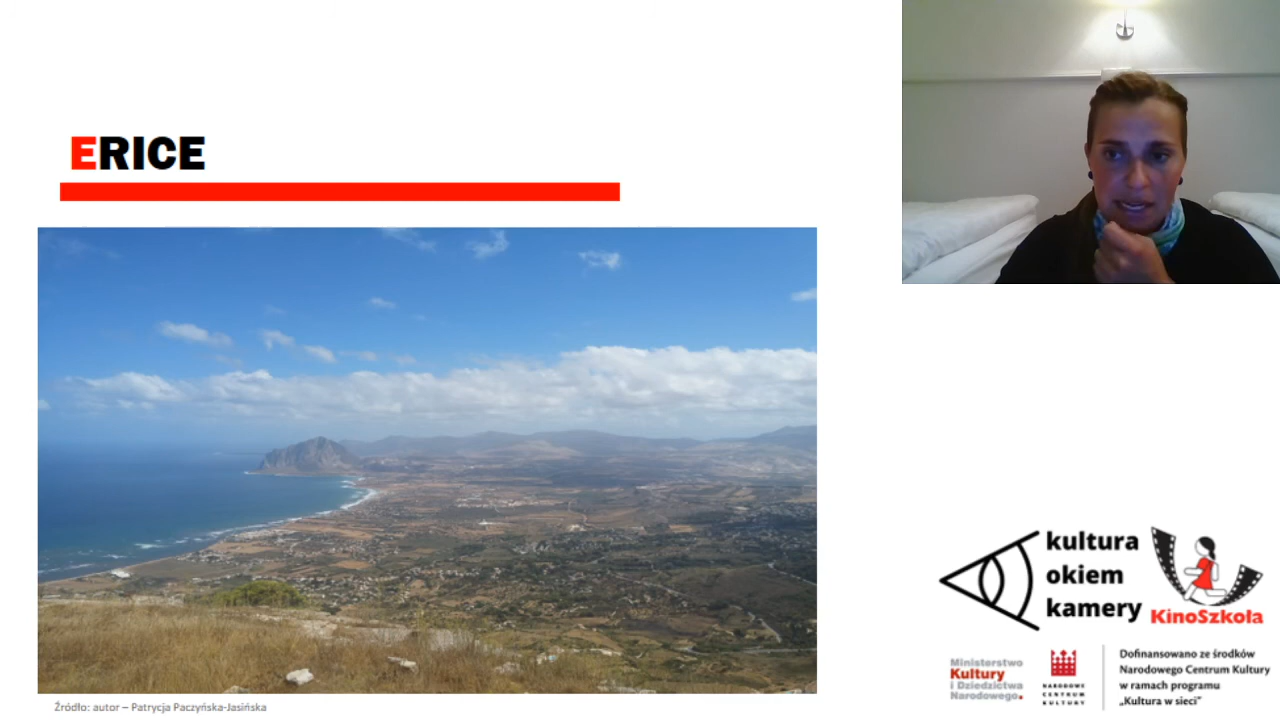 ERICE
Źródło: autor – Patrycja Paczyńska-Jasińska
kultura
okiem
kamery
KinoSzkoła
Ministerstwo
Kultury
i Dziedzictwa
Narodowego.
NARODOWE
CENTRUM
KULTURY
Dofinansowano ze środków
Narodowego Centrum Kultury
w ramach programu
„Kultura w sieci”